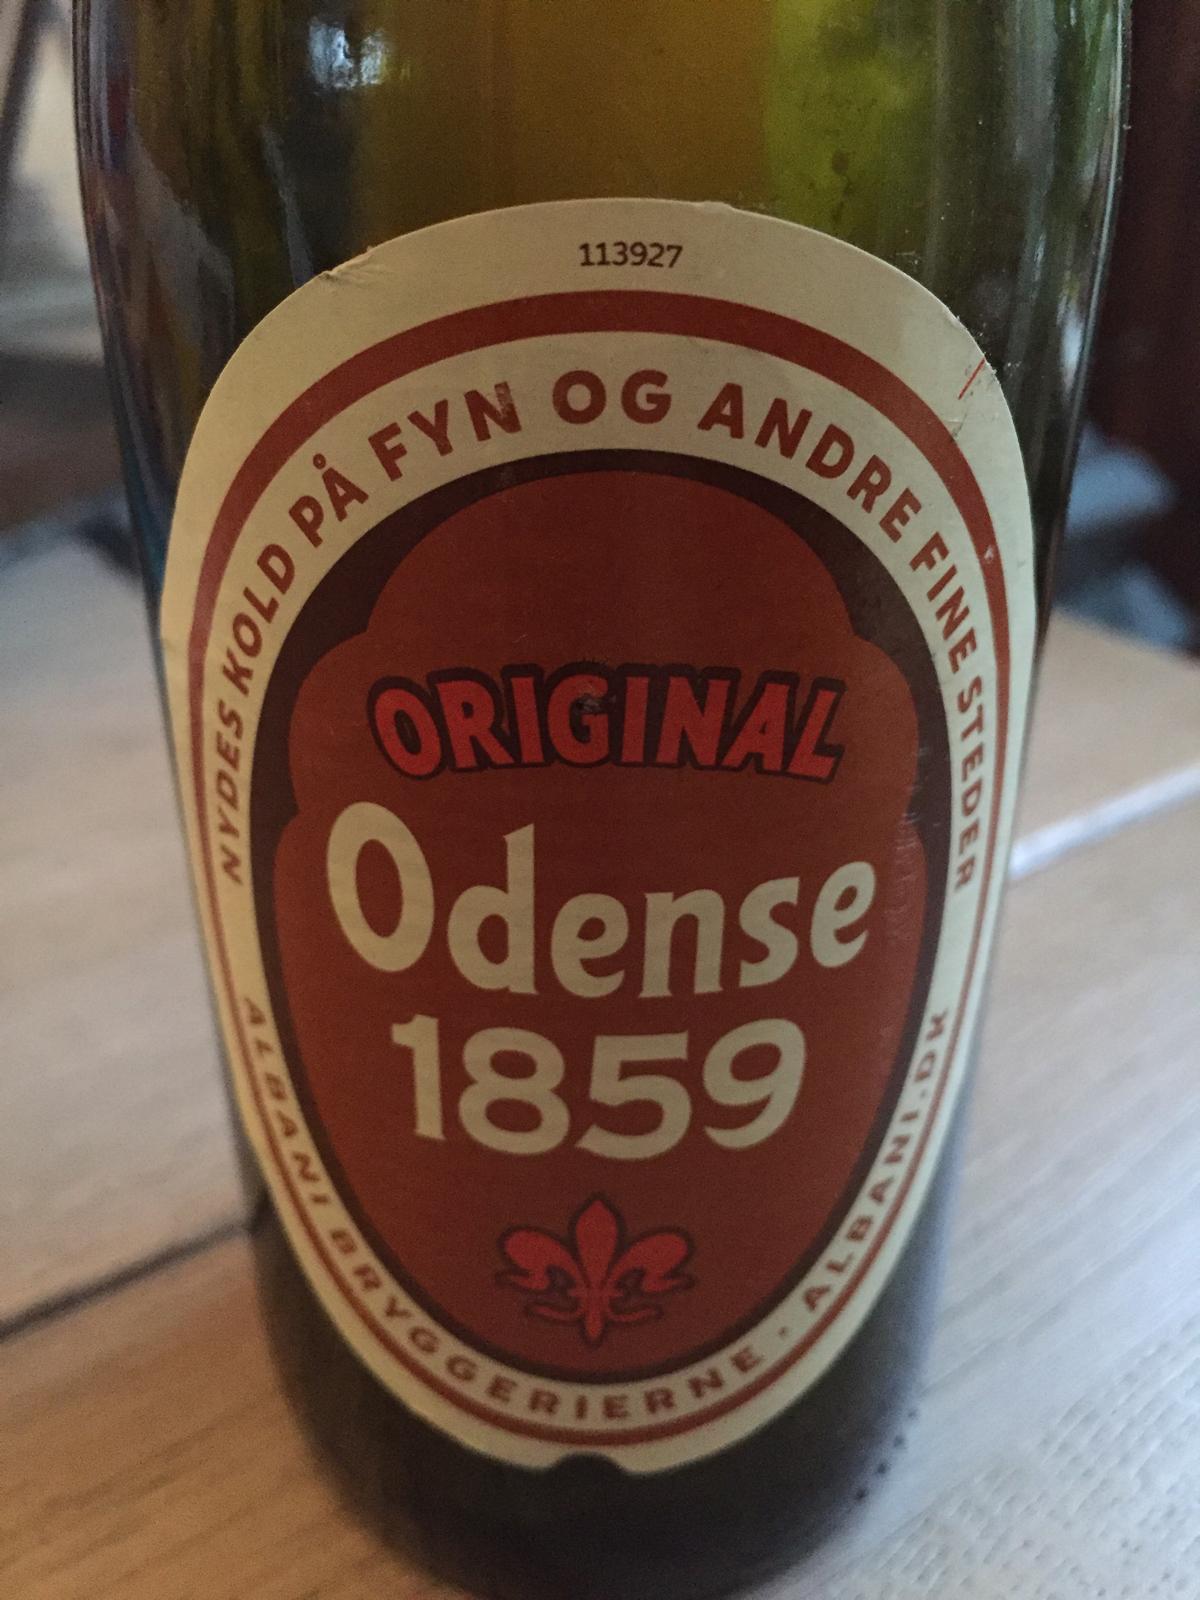 113927
NYDES KOLD PÅ FYN OG ANDRE FINE STEDER
ORIGINAL
Odense
1859
ALBANI BRYGGERIERNE · ALBANI.DK